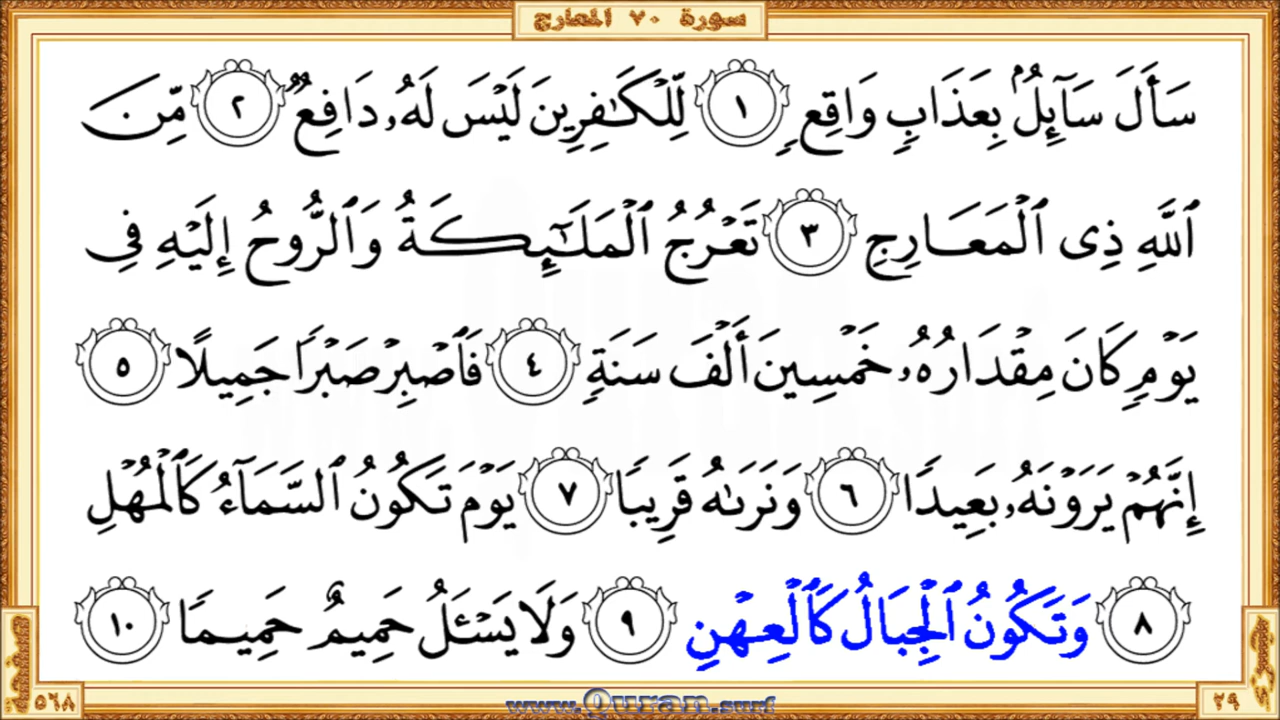 سورة ٧٠ المعارج
سَأَلَ سَآئِلُۢ بِعَذَابٖ وَاقِعٖ ١ لِّلۡكَٰفِرِينَ لَيۡسَ لَهُۥ دَافِعٞ ٢ مِّنَ
ٱللَّهِ ذِي ٱلۡمَعَارِجِ ٣ تَعۡرُجُ ٱلۡمَلَٰٓئِكَةُ وَٱلرُّوحُ إِلَيۡهِ فِي
يَوۡمٖ كَانَ مِقۡدَارُهُۥ خَمۡسِينَ أَلۡفَ سَنَةٖ ٤ فَٱصۡبِرۡ صَبۡرٗا جَمِيلًا ٥
إِنَّهُمۡ يَرَوۡنَهُۥ بَعِيدٗا ٦ وَنَرَىٰهُ قَرِيبٗا ٧ يَوۡمَ تَكُونُ ٱلسَّمَآءُ كَٱلۡمُهۡلِ
٨ وَتَكُونُ ٱلۡجِبَالُ كَٱلۡعِهۡنِ ٩ وَلَا يَسۡـَٔلُ حَمِيمٌ حَمِيمٗا ١٠
٢٩
www.Quran.surf
٥٦٨